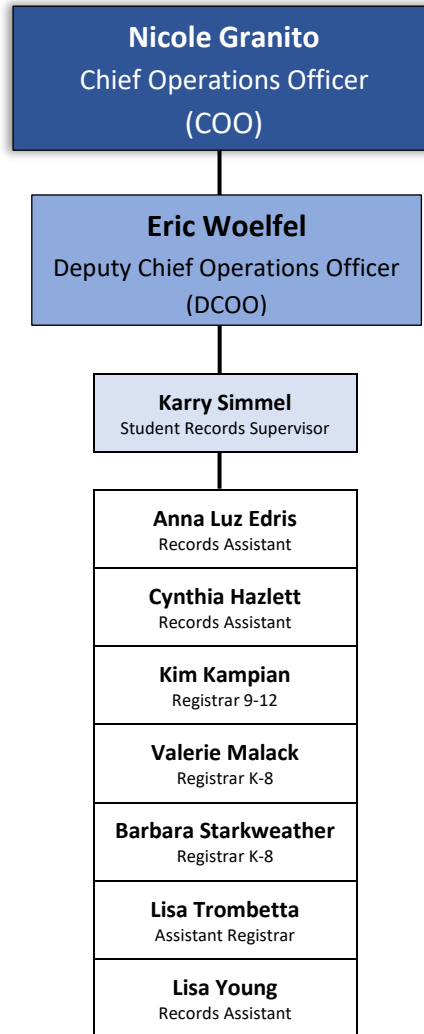 Nicole Granito
Chief Operations Officer
(COO)
Eric Woelfel
Deputy Chief Operations Officer
(DCOO)
Karry Simmel
Student Records Supervisor
Anna Luz Edris
Records Assistant
Cynthia Hazlett
Records Assistant
Kim Kampian
Registrar 9-12
Valerie Malack
Registrar K-8
Barbara Starkweather
Registrar K-8
Lisa Trombetta
Assistant Registrar
Lisa Young
Records Assistant